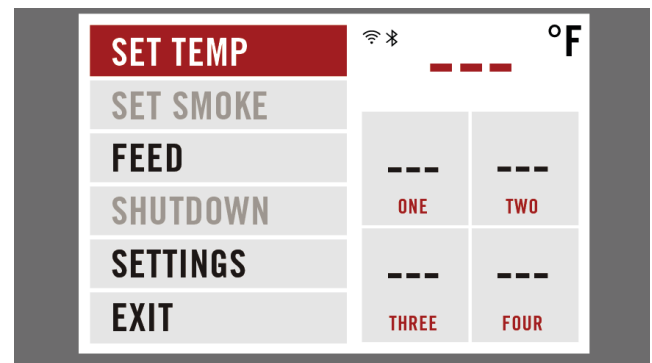 SET TEMP
SET SMOKE
FEED
SHUTDOWN
SETTINGS
EXIT
°F
---
---
ONE
---
TWO
---
THREE
---
FOUR